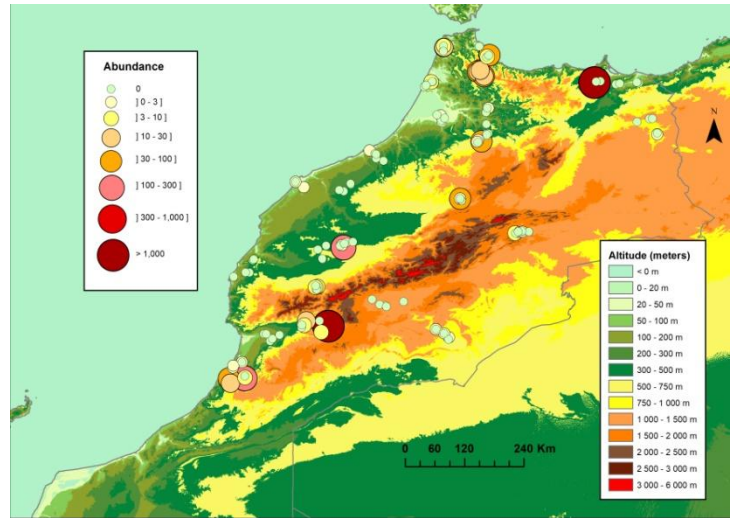 Abundance
0
] 0 - 3 ]
] 3 - 10 ]
] 10 - 30 ]
] 30 - 100 ]
] 100 - 300 ]
] 300 - 1,000 ]
> 1,000
N
Altitude (meters)
< 0 m
0 - 20 m
20 - 50 m
50 - 100 m
100 - 200 m
200 - 300 m
300 - 500 m
500 - 750 m
750 - 1 000 m
1 000 - 1 500 m
1 500 - 2 000 m
2 000 - 2 500 m
2 500 - 3 000 m
3 000 - 6 000 m
0 60 120 240 Km